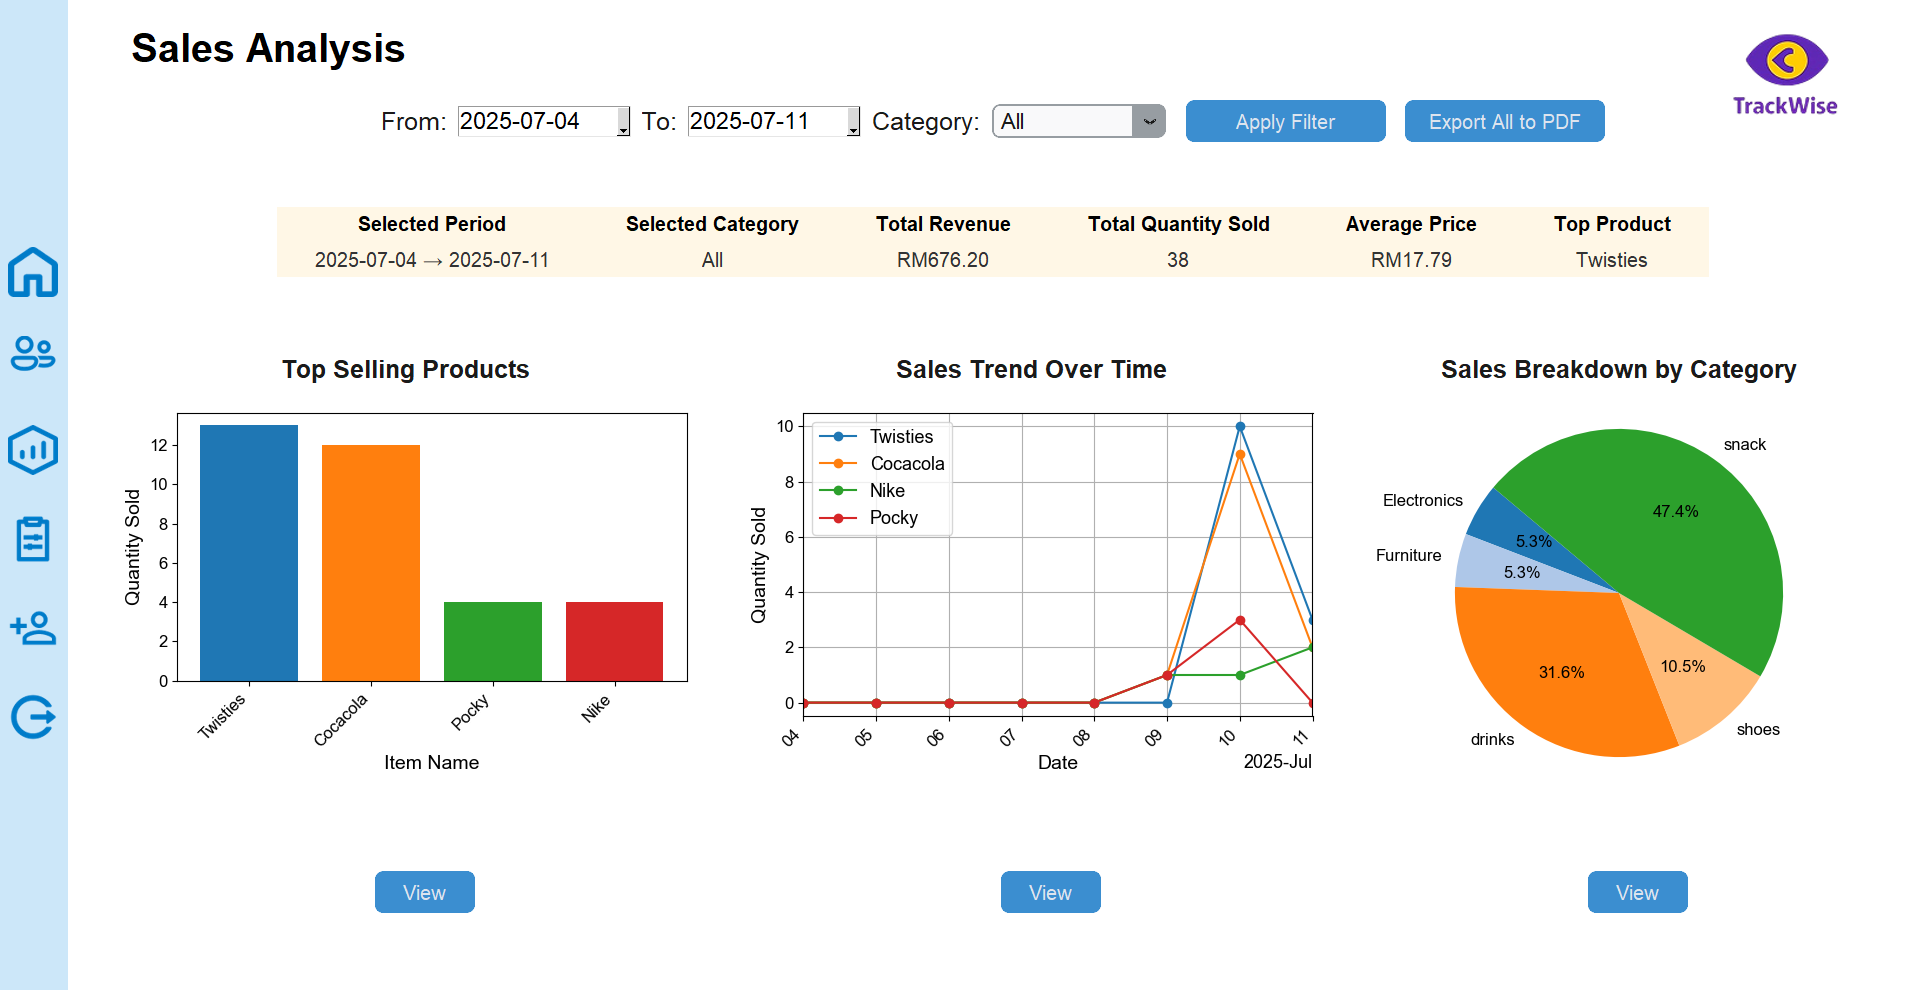 Sales Analysis
TrackWise
From: 2025-07-04 To: 2025-07-11 Category: All Apply Filter Export All to PDF
Selected Period Selected Category Total Revenue Total Quantity Sold Average Price Top Product
2025-07-04 → 2025-07-11 All RM676.20 38 RM17.79 Twisties
Top Selling Products
Quantity Sold
12
10
8
6
4
2
0
Twisties Cocacola Pocky Nike
Item Name
View
Sales Trend Over Time
Quantity Sold
10
8
6
4
2
0
Twisties
Cocacola
Nike
Pocky
04 05 06 07 08 09 10 11
Date 2025-Jul
View
Sales Breakdown by Category
snack
47.4%
Electronics
5.3%
Furniture
5.3%
31.6%
10.5%
drinks
shoes
View